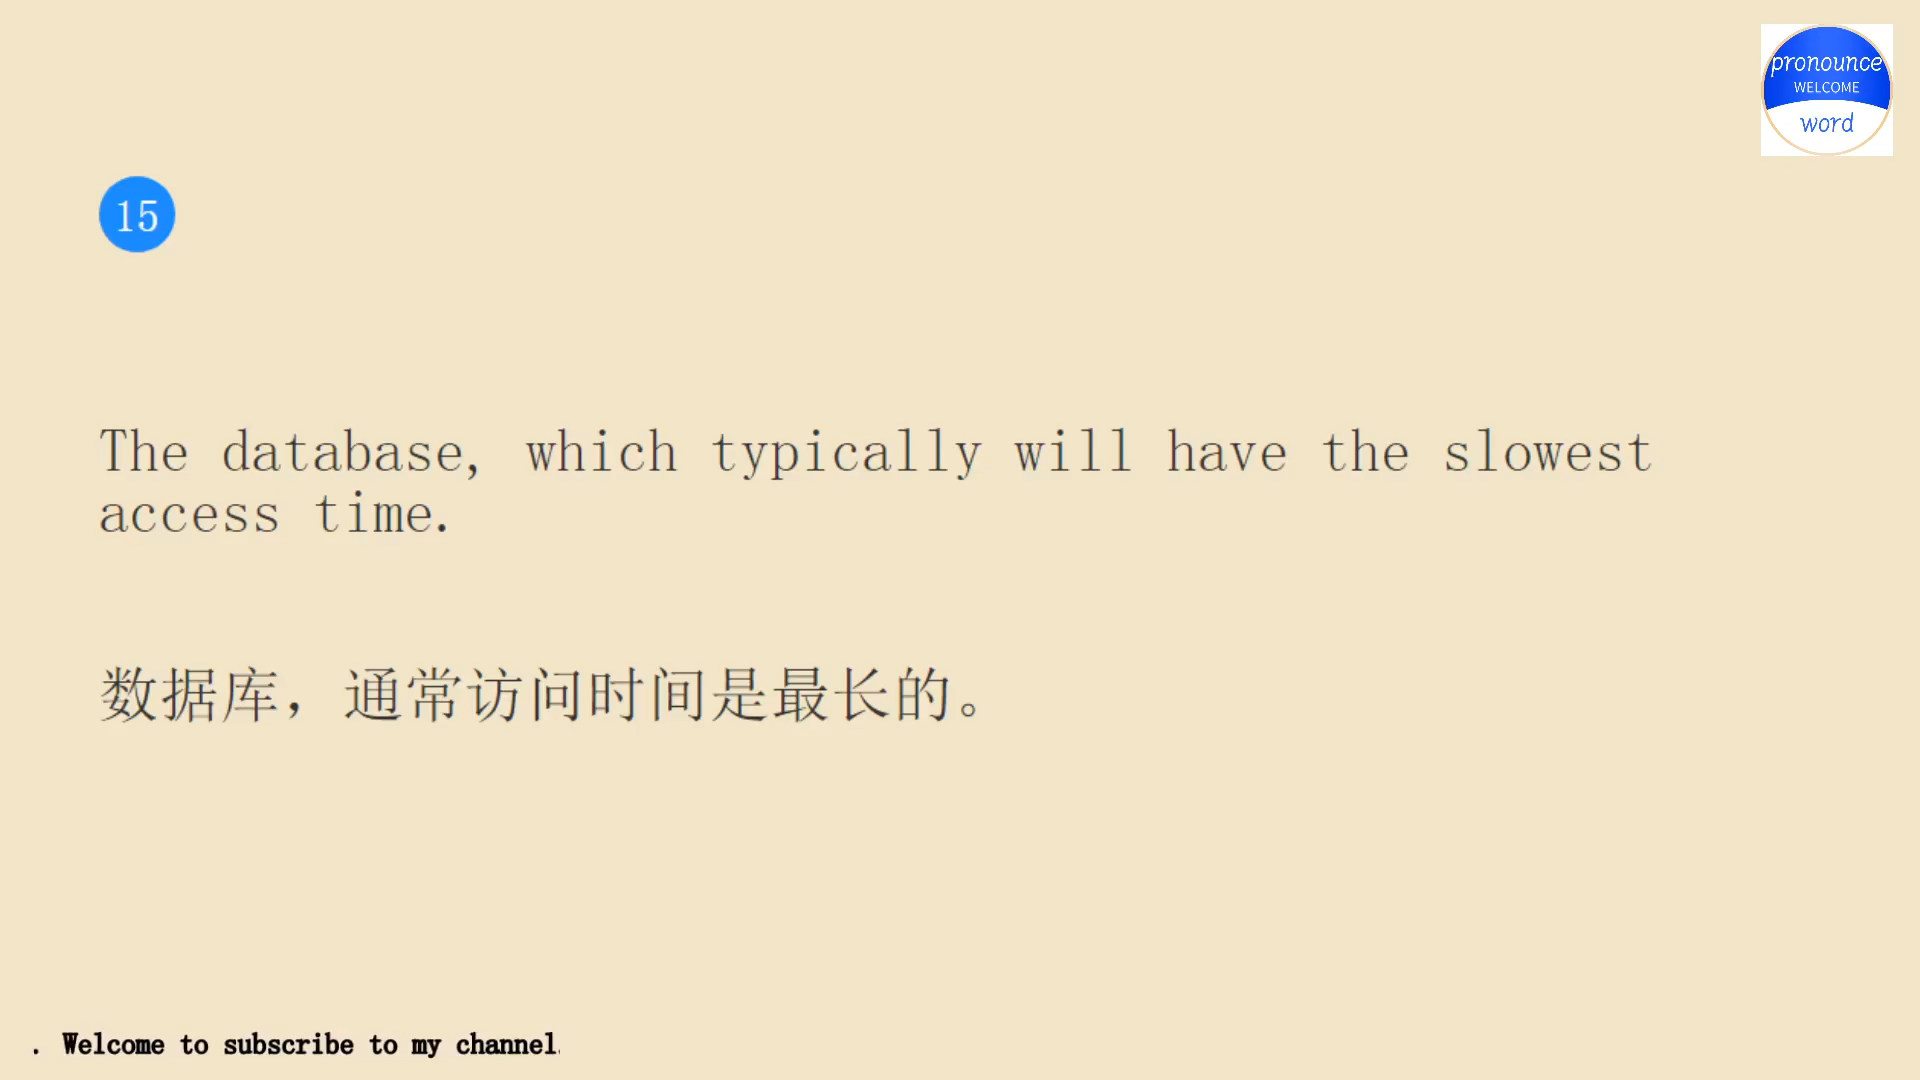 pronounce
WELCOME
word
15
The database, which typically will have the slowest
access time.
数据库，通常访问时间是最长的。
. Welcome to subscribe to my channel.